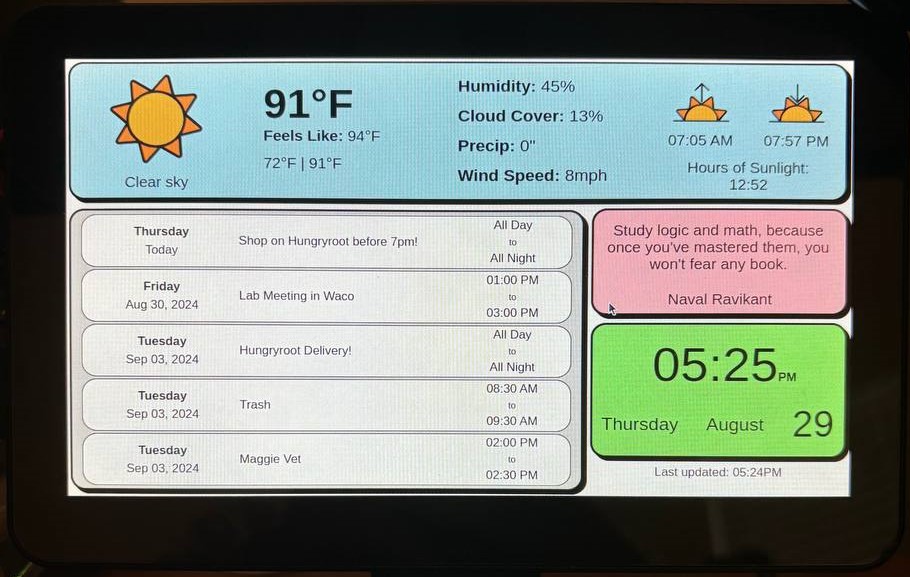 91°F
Feels Like: 94°F
72°F | 91°F
Clear sky
Humidity: 45%
Cloud Cover: 13%
Precip: 0"
Wind Speed: 8mph
07:05 AM
07:57 PM
Hours of Sunlight:
12:52
Thursday
Today
Shop on Hungryroot before 7pm!
All Day
to
All Night
Friday
Aug 30, 2024
Lab Meeting in Waco
01:00 PM
to
03:00 PM
Tuesday
Sep 03, 2024
Hungryroot Delivery!
All Day
to
All Night
Tuesday
Sep 03, 2024
Trash
08:30 AM
to
09:30 AM
Tuesday
Sep 03, 2024
Maggie Vet
02:00 PM
to
02:30 PM
Study logic and math, because
once you've mastered them, you
won't fear any book.
Naval Ravikant
05:25PM
Thursday August 29
Last updated: 05:24PM